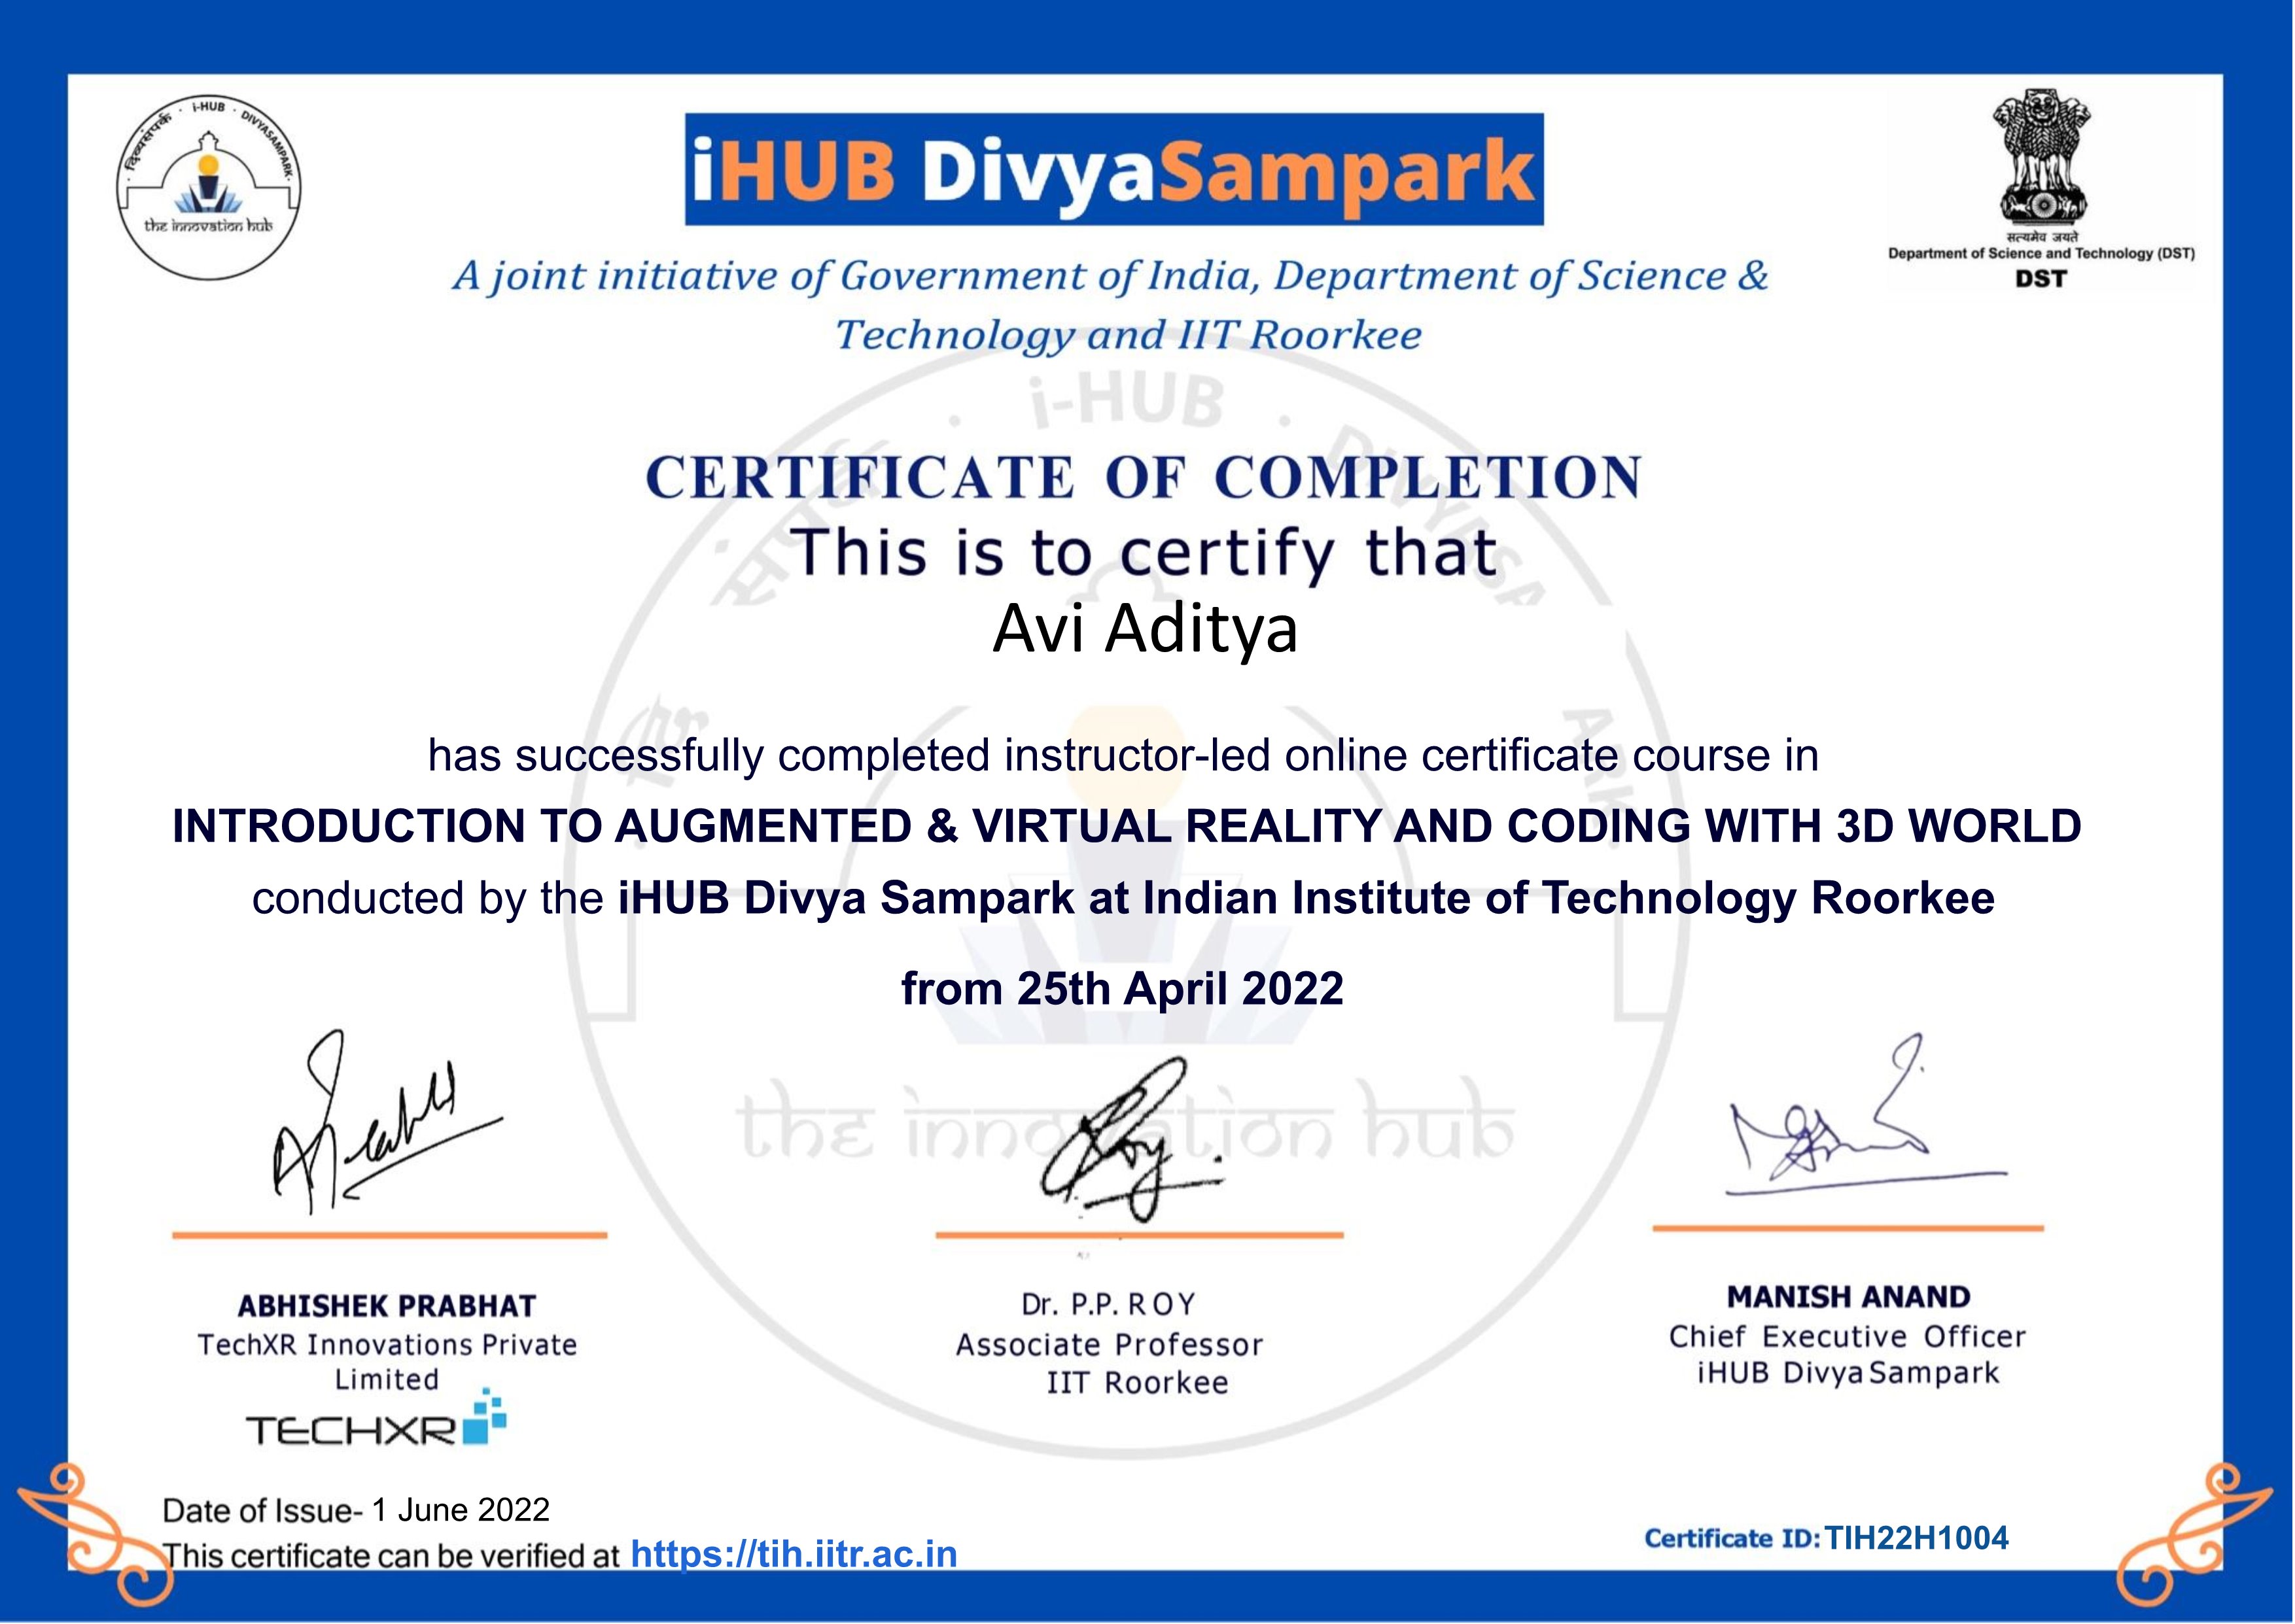 दिव्यसंपर्क · i-HUB · DIVYASAMPARK
the innovation hub
iHUB DivyaSampark
सत्यमेव जयते
Department of Science and Technology (DST)
DST
A joint initiative of Government of India, Department of Science &
Technology and IIT Roorkee
CERTIFICATE OF COMPLETION
This is to certify that
Avi Aditya
has successfully completed instructor-led online certificate course in
INTRODUCTION TO AUGMENTED & VIRTUAL REALITY AND CODING WITH 3D WORLD
conducted by the iHUB Divya Sampark at Indian Institute of Technology Roorkee
from 25th April 2022
the innovation hub
ABHISHEK PRABHAT
TechXR Innovations Private
Limited
TECHXR
Dr. P.P. ROY
Associate Professor
IIT Roorkee
MANISH ANAND
Chief Executive Officer
iHUB DivyaSampark
Date of Issue- 1 June 2022
This certificate can be verified at https://tih.iitr.ac.in
Certificate ID: TIH22H1004